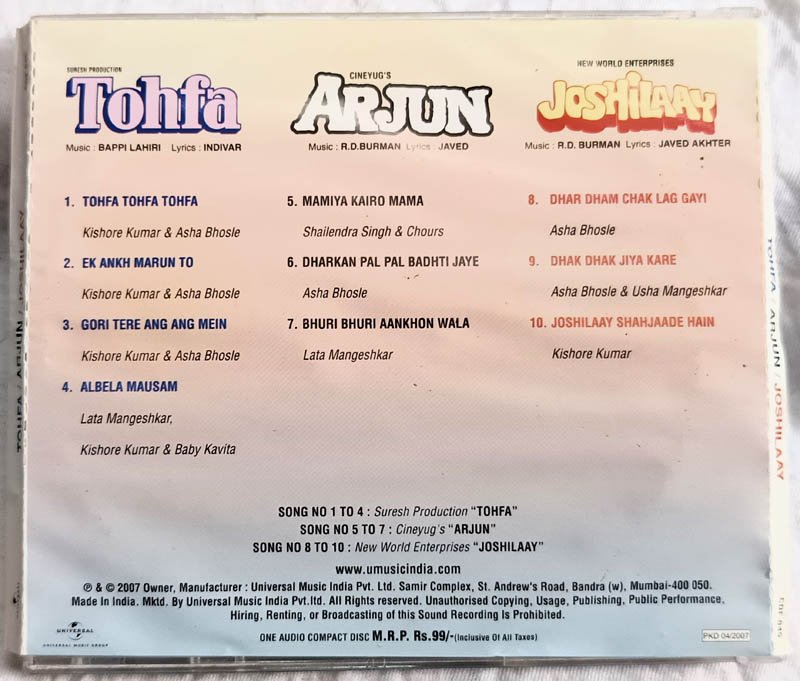 SURESH PRODUCTION
Tohfa
Music : BAPPI LAHIRI Lyrics : INDIVAR
1. TOHFA TOHFA TOHFA
Kishore Kumar & Asha Bhosle
2. EK ANKH MARUN TO
Kishore Kumar & Asha Bhosle
3. GORI TERE ANG ANG MEIN
Kishore Kumar & Asha Bhosle
4. ALBELA MAUSAM
Lata Mangeshkar,
Kishore Kumar & Baby Kavita
CINEYUG'S
ARJUN
Music : R.D.BURMAN Lyrics : JAVED
5. MAMIYA KAIRO MAMA
Shailendra Singh & Chours
6. DHARKAN PAL PAL BADHTI JAYE
Asha Bhosle
7. BHURI BHURI AANKHON WALA
Lata Mangeshkar
NEW WORLD ENTERPRISES
JOSHILAAY
Music : R.D. BURMAN Lyrics : JAVED AKHTER
8. DHAR DHAM CHAK LAG GAYI
Asha Bhosle
9. DHAK DHAK JIYA KARE
Asha Bhosle & Usha Mangeshkar
10. JOSHILAAY SHAHJAADE HAIN
Kishore Kumar
SONG NO 1 TO 4 : Suresh Production "TOHFA"
SONG NO 5 TO 7 : Cineyug's "ARJUN"
SONG NO 8 TO 10 : New World Enterprises "JOSHILAAY"
www.umusicindia.com
℗ & © 2007 Owner, Manufacturer : Universal Music India Pvt. Ltd. Samir Complex, St. Andrew's Road, Bandra (w), Mumbai-400 050.
Made In India. Mktd. By Universal Music India Pvt.ltd. All Rights reserved. Unauthorised Copying, Usage, Publishing, Public Performance,
Hiring, Renting, or Broadcasting of this Sound Recording Is Prohibited.
ONE AUDIO COMPACT DISC M.R.P. Rs.99/-(Inclusive Of All Taxes)
UNIVERSAL
UNIVERSAL MUSIC GROUP
PKD 04/2007
TOHFA / ARJUN / JOSHILAAY
TOHFA / ARJUN / JOSHILAAY